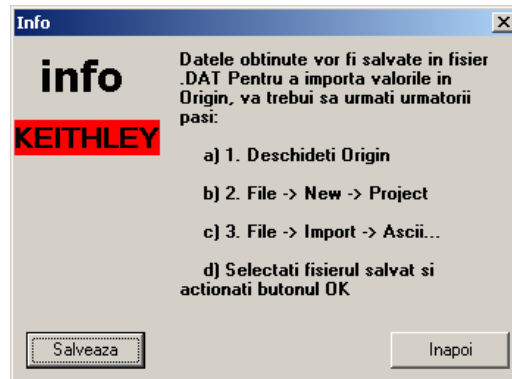 Info
info
KEITHLEY
Datele obtinute vor fi salvate in fisier
.DAT Pentru a importa valorile in
Origin, va trebui sa urmati urmatorii
pasi:
a) 1. Deschideti Origin
b) 2. File -> New -> Project
c) 3. File -> Import -> Ascii...
d) Selectati fisierul salvat si
actionati butonul OK
Salveaza
Inapoi